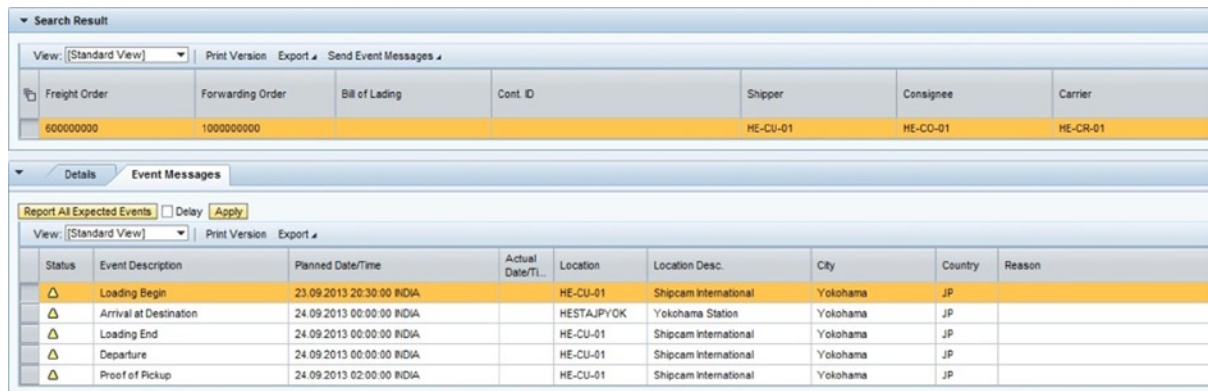 Search Result
View: [Standard View] Print Version Export Send Event Messages
Freight Order Forwarding Order Bill of Lading Cont. ID Shipper Consignee Carrier
600000000 1000000000 HE-CU-01 HE-CO-01 HE-CR-01
Details Event Messages
Report All Expected Events Delay Apply
View: [Standard View] Print Version Export
Status Event Description Planned Date/Time Actual Date/Ti... Location Location Desc. City Country Reason
Loading Begin 23.09.2013 20:30:00 INDIA HE-CU-01 Shipcam International Yokohama JP
Arrival at Destination 24.09.2013 00:00:00 INDIA HESTAJPYOK Yokohama Station Yokohama JP
Loading End 24.09.2013 00:00:00 INDIA HE-CU-01 Shipcam International Yokohama JP
Departure 24.09.2013 00:00:00 INDIA HE-CU-01 Shipcam International Yokohama JP
Proof of Pickup 24.09.2013 02:00:00 INDIA HE-CU-01 Shipcam International Yokohama JP